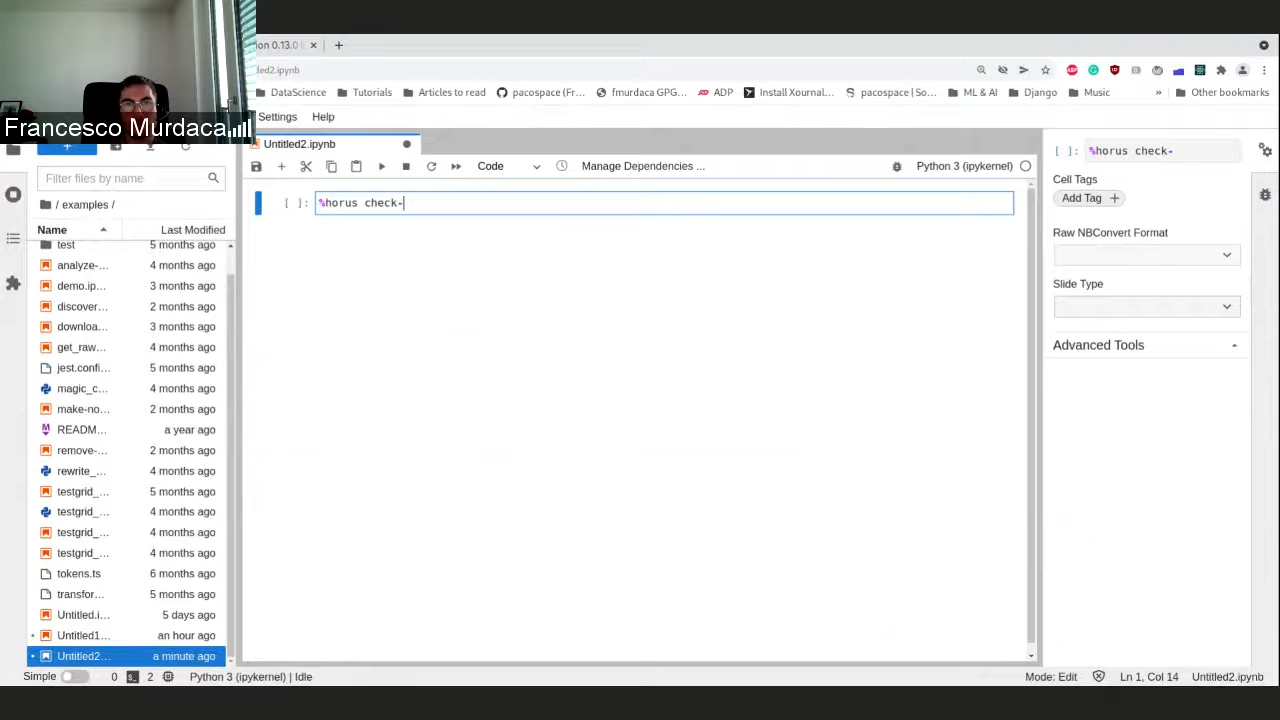 ion 0.13.0
tled2.ipynb
DataScience
Tutorials
Articles to read
pacospace (Fr...
fmurdaca GPG...
ADP
Install Xournal...
pacospace | So...
ML & AI
Django
Music
»
Other bookmarks
Francesco Murdaca
Settings
Help
Untitled2.ipynb
Code
Manage Dependencies ...
Python 3 (ipykernel)
[ ]: %horus check-
Filter files by name
/ examples /
Name
Last Modified
test 5 months ago
analyze-... 4 months ago
demo.ip... 3 months ago
discover... 2 months ago
downloa... 3 months ago
get_raw... 4 months ago
jest.confi... 5 months ago
magic_c... 4 months ago
make-no... 2 months ago
READM... a year ago
remove-... 2 months ago
rewrite_... 4 months ago
testgrid_... 5 months ago
testgrid_... 4 months ago
testgrid_... 4 months ago
testgrid_... 4 months ago
tokens.ts 6 months ago
transfor... 5 months ago
Untitled.i... 5 days ago
Untitled1... an hour ago
Untitled2... a minute ago
[ ]: %horus check-
Cell Tags
Add Tag +
Raw NBConvert Format
Slide Type
Advanced Tools
Simple
0
2
Python 3 (ipykernel) | Idle
Mode: Edit
Ln 1, Col 14
Untitled2.ipynb